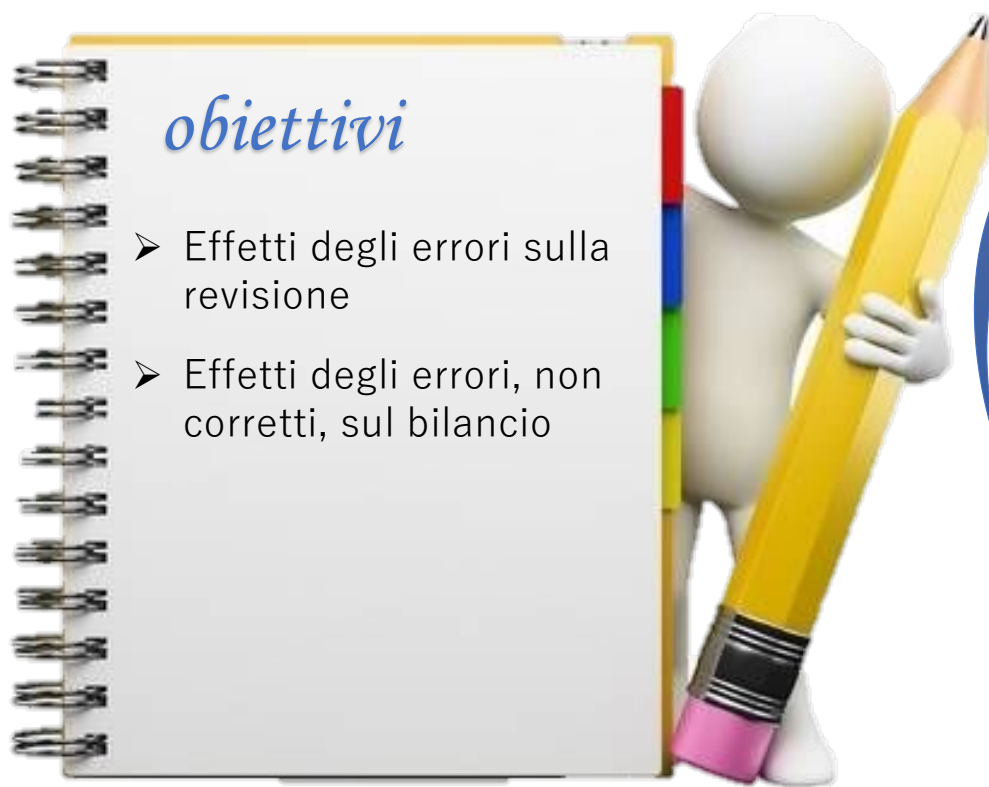 obiettivi
➢ Effetti degli errori sulla
revisione
➢ Effetti degli errori, non
corretti, sul bilancio